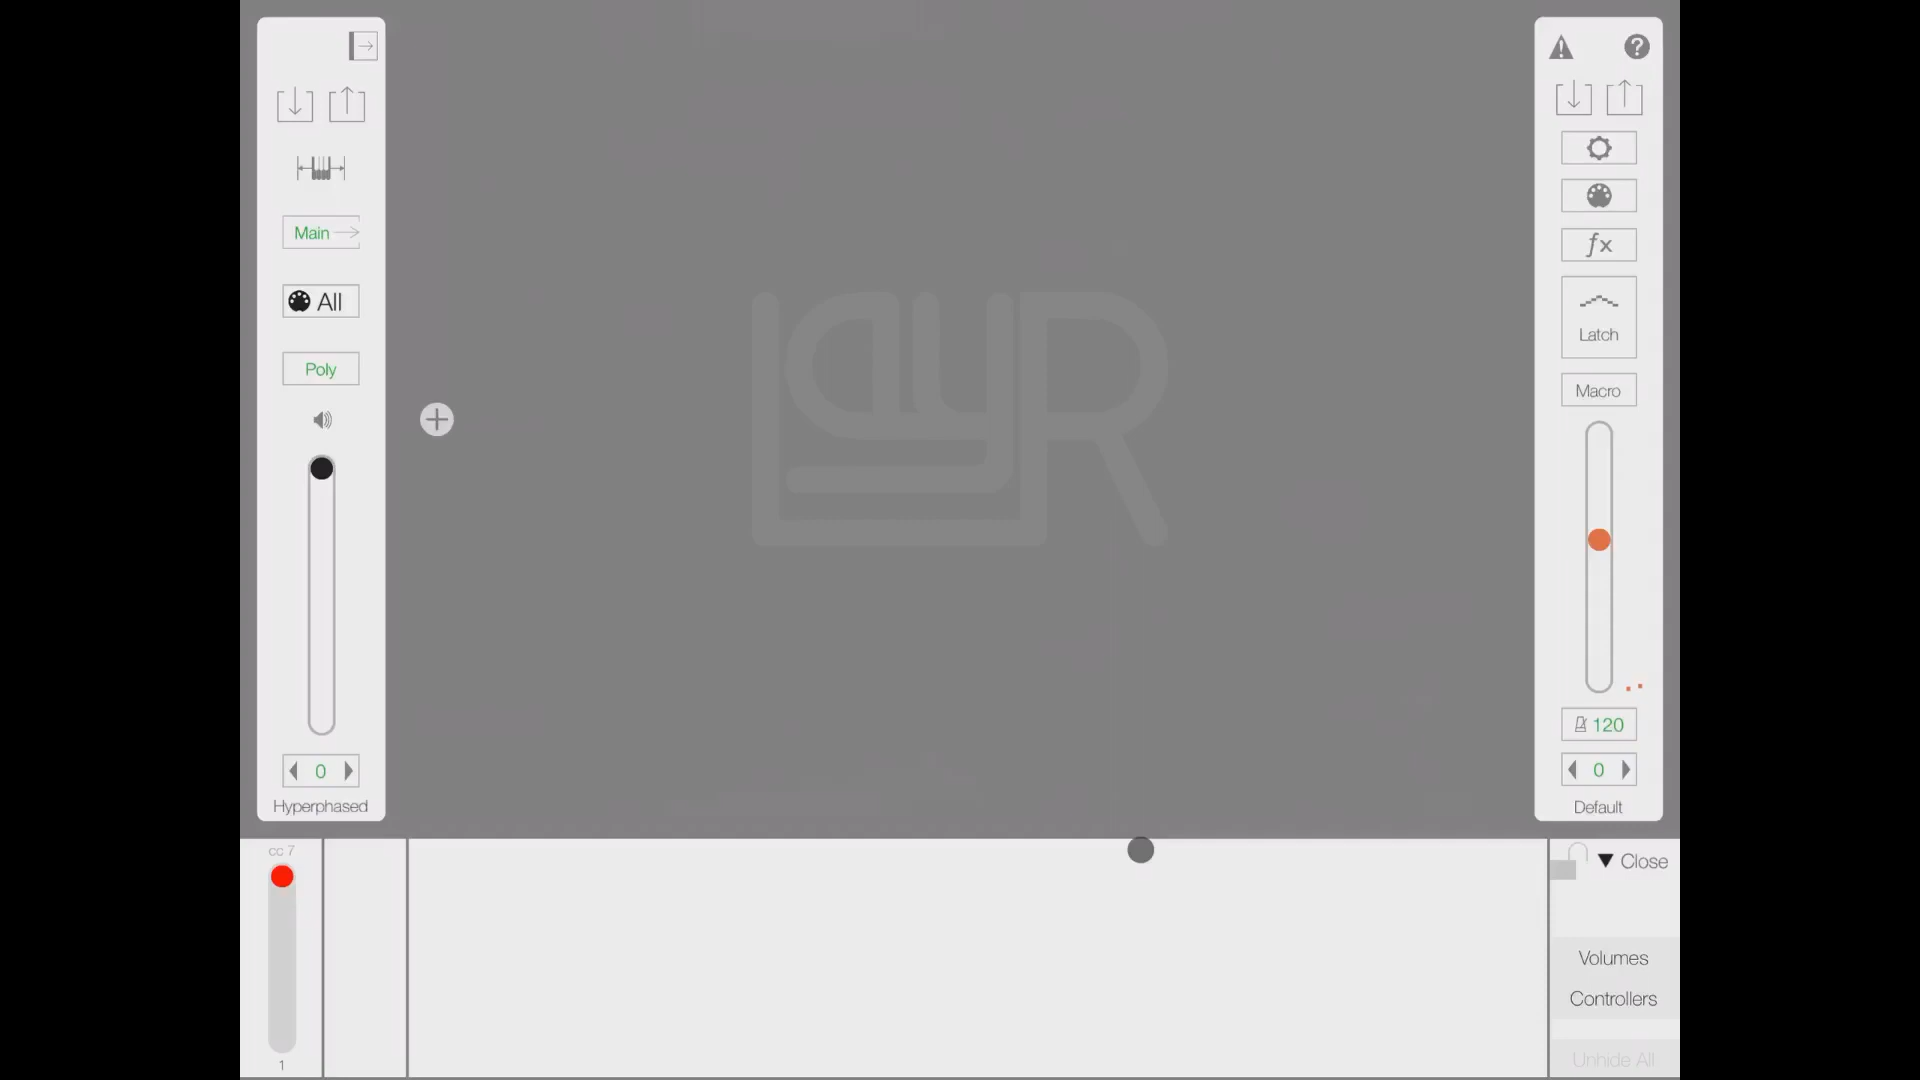 Main
All
Poly
0
Hyperphased
LayR
?
fx
Latch
Macro
120
0
Default
cc 7
1
Close
Volumes
Controllers
Unhide All